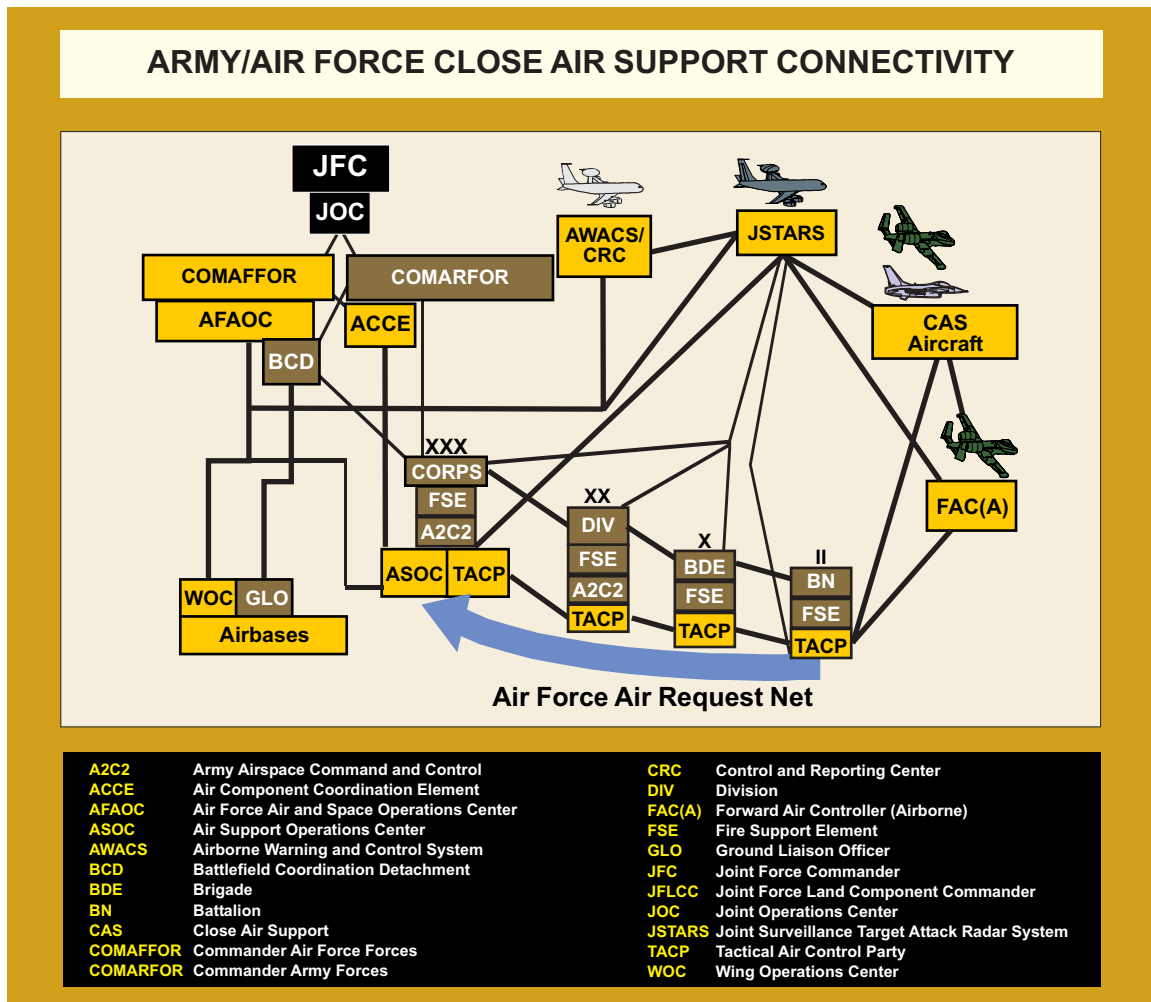 ARMY/AIR FORCE CLOSE AIR SUPPORT CONNECTIVITY
JFC
JOC
AWACS/
CRC
JSTARS
COMAFFOR
COMARFOR
AFAOC
ACCE
CAS
Aircraft
BCD
XXX
CORPS
FSE
A2C2
ASOC
TACP
XX
DIV
FSE
A2C2
TACP
X
BDE
FSE
TACP
II
BN
FSE
TACP
FAC(A)
WOC
GLO
Airbases
Air Force Air Request Net
A2C2 Army Airspace Command and Control
ACCE Air Component Coordination Element
AFAOC Air Force Air and Space Operations Center
ASOC Air Support Operations Center
AWACS Airborne Warning and Control System
BCD Battlefield Coordination Detachment
BDE Brigade
BN Battalion
CAS Close Air Support
COMAFFOR Commander Air Force Forces
COMARFOR Commander Army Forces
CRC Control and Reporting Center
DIV Division
FAC(A) Forward Air Controller (Airborne)
FSE Fire Support Element
GLO Ground Liaison Officer
JFC Joint Force Commander
JFLCC Joint Force Land Component Commander
JOC Joint Operations Center
JSTARS Joint Surveillance Target Attack Radar System
TACP Tactical Air Control Party
WOC Wing Operations Center